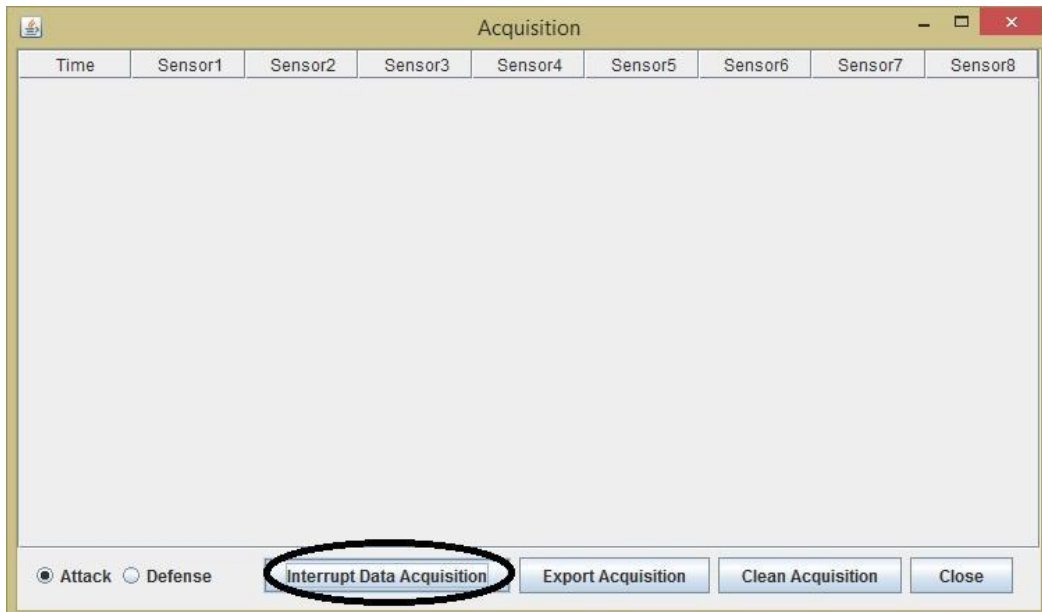 Acquisition
Time Sensor1 Sensor2 Sensor3 Sensor4 Sensor5 Sensor6 Sensor7 Sensor8
Attack Defense Interrupt Data Acquisition Export Acquisition Clean Acquisition Close